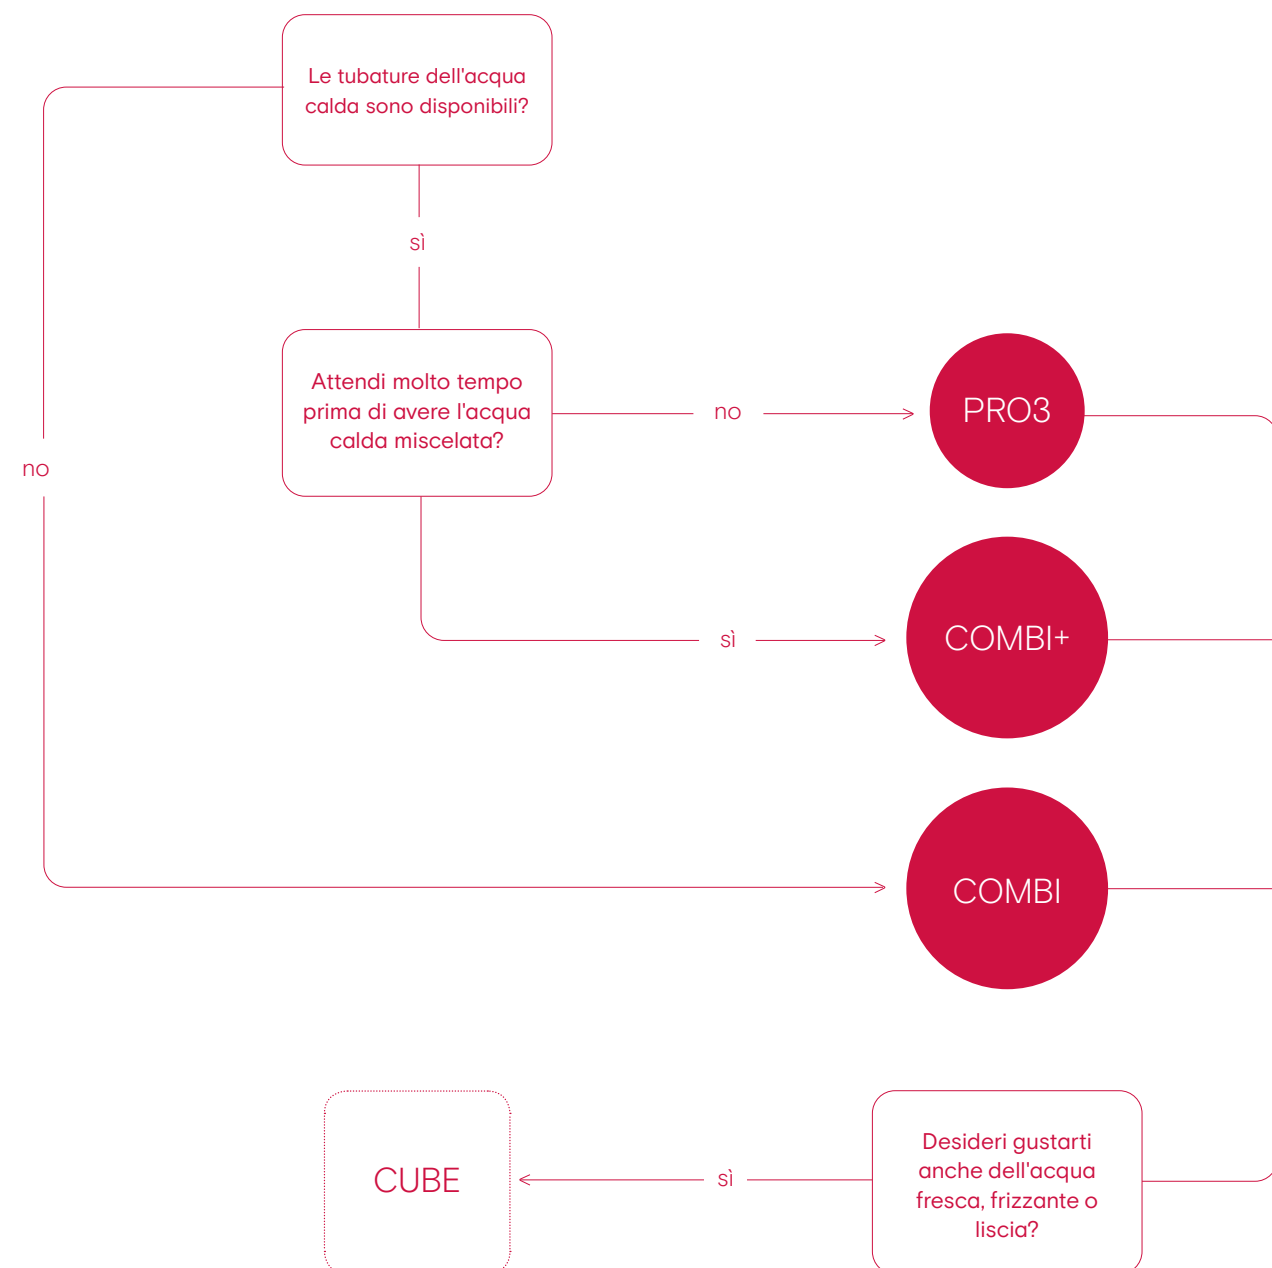 Le tubature dell'acqua
calda sono disponibili?
sì
Attendi molto tempo
prima di avere l'acqua
calda miscelata?
no
PRO3
no
sì
COMBI+
COMBI
CUBE
sì
Desideri gustarti
anche dell'acqua
fresca, frizzante o
liscia?